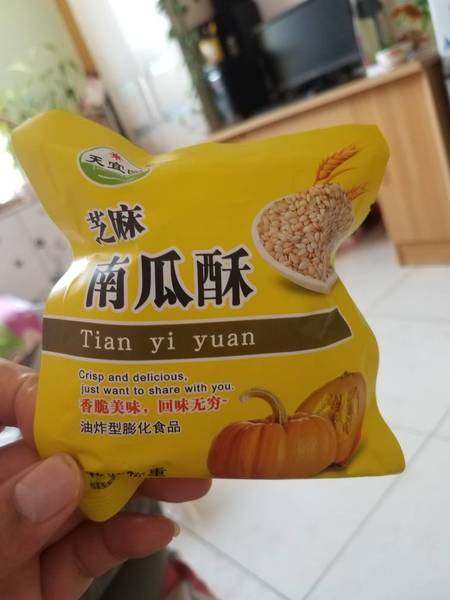 天宜
芝麻
南瓜酥
Tian yi yuan
Crisp and delicious,
just want to share with you.
香脆美味，回味无穷~
油炸型膨化食品